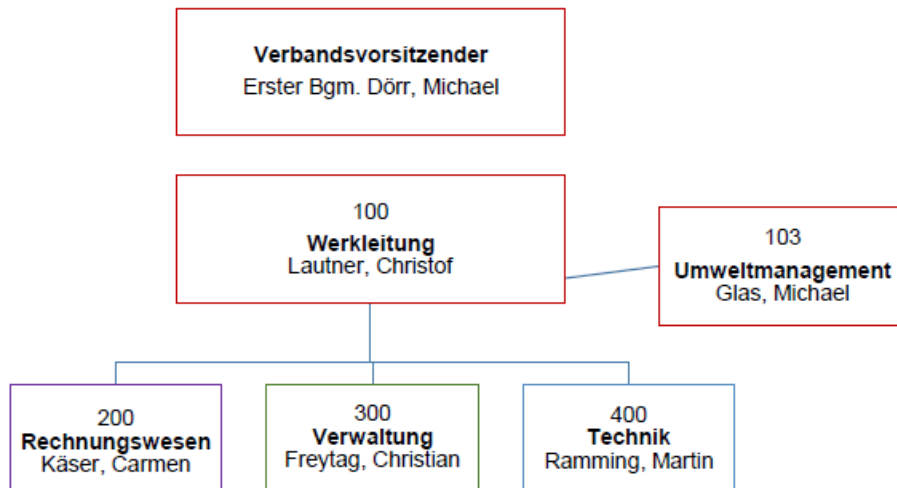 Verbandsvorsitzender
Erster Bgm. Dörr, Michael
100
Werkleitung
Lautner, Christof
103
Umweltmanagement
Glas, Michael
200
Rechnungswesen
Käser, Carmen
300
Verwaltung
Freytag, Christian
400
Technik
Ramming, Martin